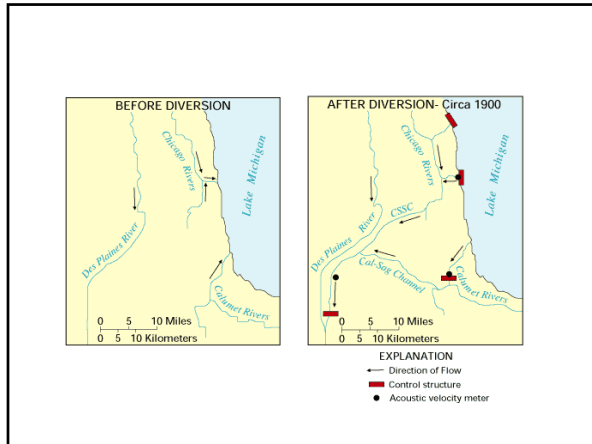 BEFORE DIVERSION
Chicago Rivers
Lake Michigan
Des Plaines River
Calumet Rivers
0 5 10 Miles
0 5 10 Kilometers
AFTER DIVERSION- Circa 1900
Chicago Rivers
Lake Michigan
CSSC
Des Plaines River
Cal-Sag Channel
Calumet Rivers
0 5 10 Miles
0 5 10 Kilometers
EXPLANATION
Direction of Flow
Control structure
Acoustic velocity meter